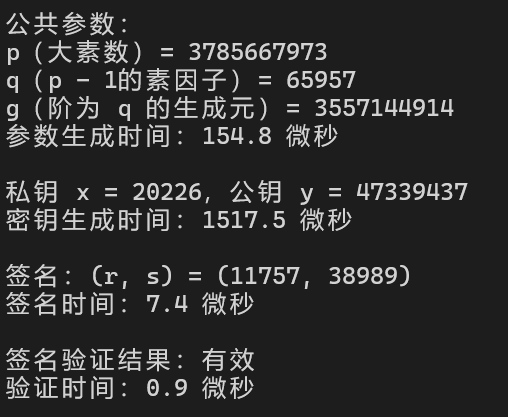 公共参数：
p（大素数）= 3785667973
q（p - 1的素因子）= 65957
g（阶为 q 的生成元）= 3557144914
参数生成时间：154.8 微秒
私钥 x = 20226，公钥 y = 47339437
密钥生成时间：1517.5 微秒
签名：(r, s) = (11757, 38989)
签名时间：7.4 微秒
签名验证结果：有效
验证时间：0.9 微秒